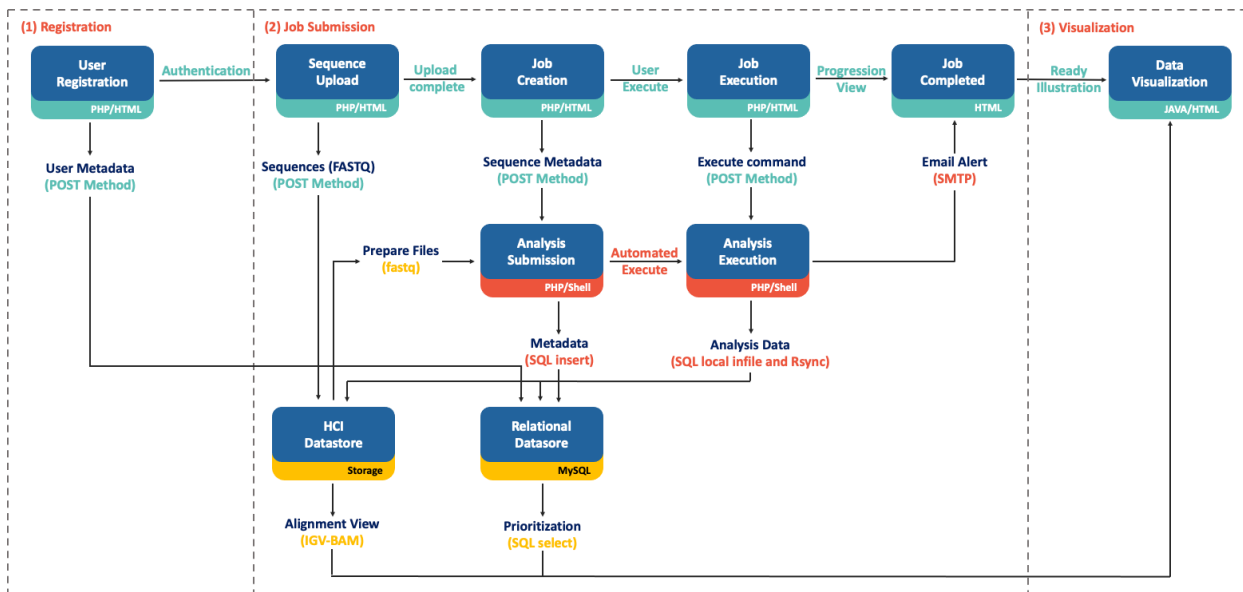 (1) Registration
(2) Job Submission
(3) Visualization
User
Registration
PHP/HTML
Authentication
Sequence
Upload
PHP/HTML
Upload
complete
Job
Creation
PHP/HTML
User
Execute
Job
Execution
PHP/HTML
Progression
View
Job
Completed
HTML
Ready
Illustration
Data
Visualization
JAVA/HTML
User Metadata
(POST Method)
Sequences (FASTQ)
(POST Method)
Sequence Metadata
(POST Method)
Execute command
(POST Method)
Email Alert
(SMTP)
Prepare Files
(fastq)
Analysis
Submission
PHP/Shell
Automated
Execute
Analysis
Execution
PHP/Shell
Metadata
(SQL insert)
Analysis Data
(SQL local infile and Rsync)
HCI
Datastore
Storage
Relational
Datasore
MySQL
Alignment View
(IGV-BAM)
Prioritization
(SQL select)